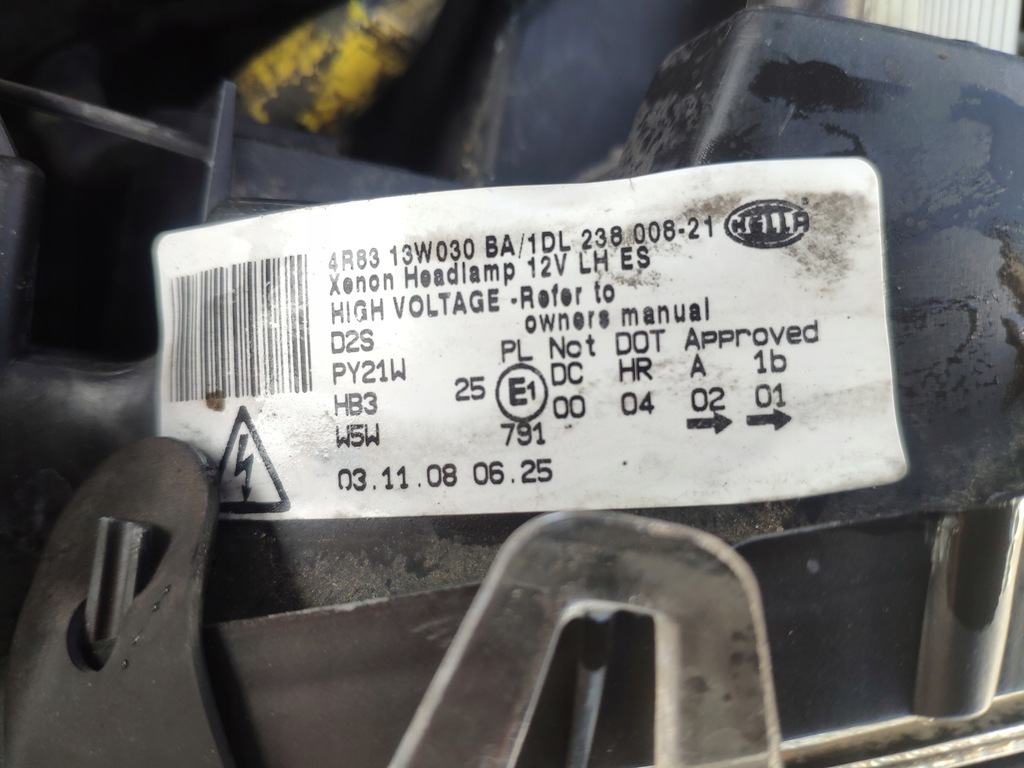 4R83 13W030 BA/1DL 238 008-21 HELLA
Xenon Headlamp 12V LH ES
HIGH VOLTAGE -Refer to
owners manual
D2S PL Not DOT Approved
PY21W DC HR A 1b
HB3 25 E1 00 04 02 01
W5W 791
03.11.08 06.25